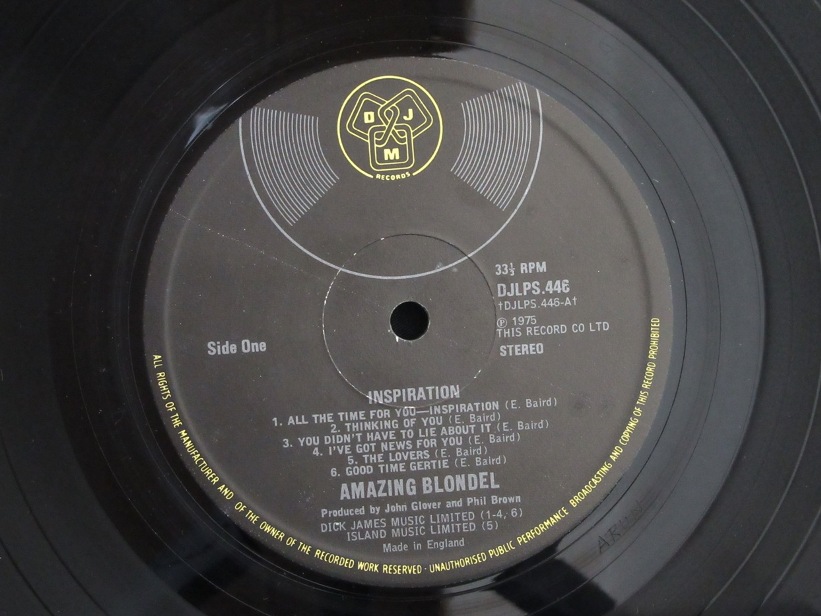 D J
M
RECORDS
33⅓ RPM
DJLPS.446
†DJLPS.446-A†
℗ 1975
THIS RECORD CO LTD
STEREO
Side One
INSPIRATION
1. ALL THE TIME FOR YOU—INSPIRATION (E. Baird)
2. THINKING OF YOU (E. Baird)
3. YOU DIDN'T HAVE TO LIE ABOUT IT (E. Baird)
4. I'VE GOT NEWS FOR YOU (E. Baird)
5. THE LOVERS (E. Baird)
6. GOOD TIME GERTIE (E. Baird)
AMAZING BLONDEL
Produced by John Glover and Phil Brown
DICK JAMES MUSIC LIMITED (1-4, 6)
ISLAND MUSIC LIMITED (5)
Made in England
ALL RIGHTS OF THE MANUFACTURER AND OF THE OWNER OF THE RECORDED WORK RESERVED · UNAUTHORISED PUBLIC PERFORMANCE BROADCASTING AND COPYING OF THIS RECORD PROHIBITED